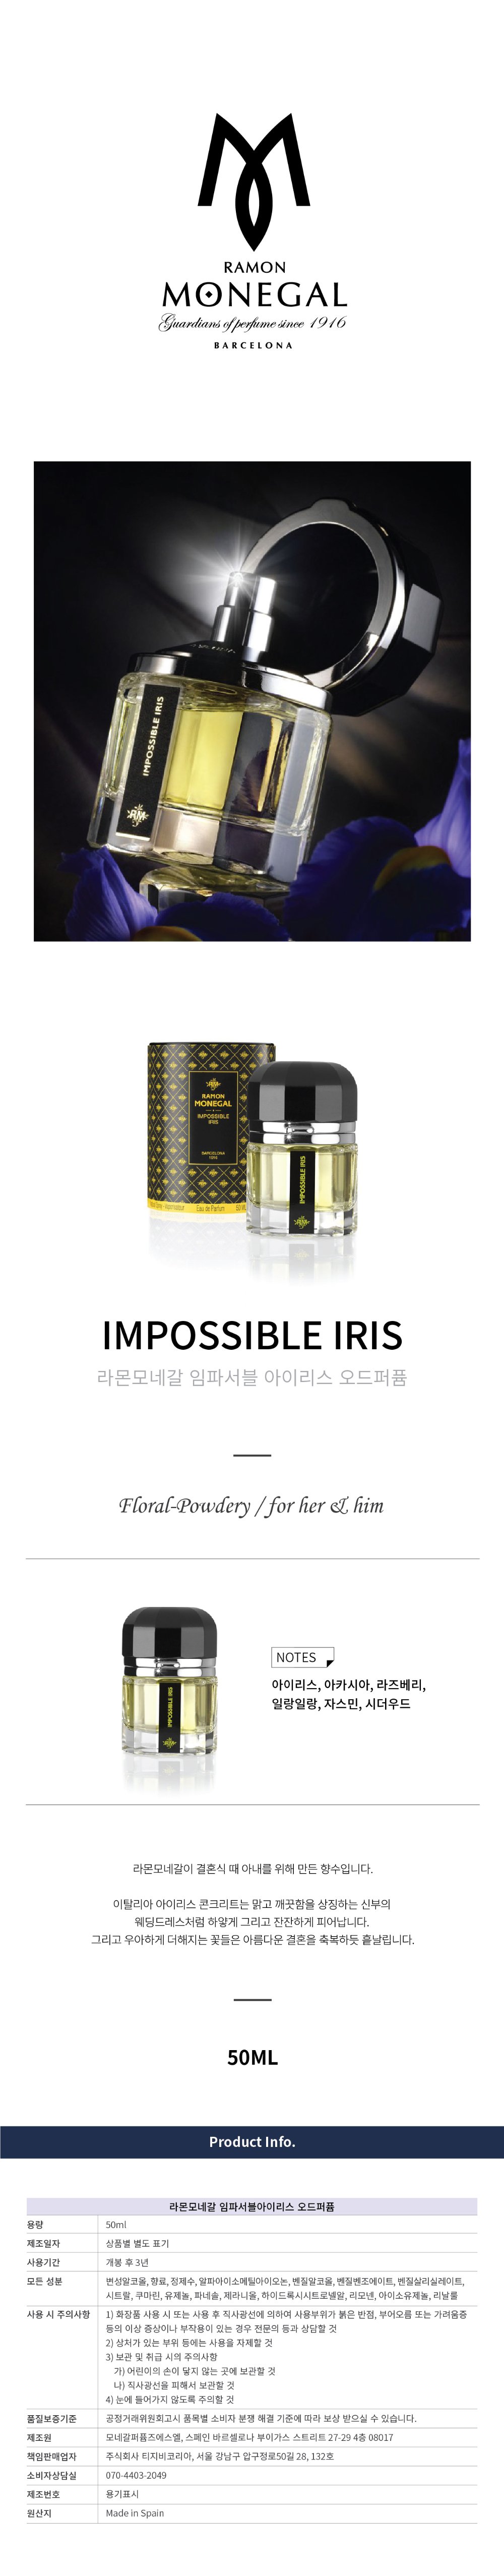 RAMON
MONEGAL
Guardians of perfume since 1916
BARCELONA
IMPOSSIBLE IRIS
RM
RAMON
MONEGAL
IMPOSSIBLE
IRIS
BARCELONA
Eau de Parfum
IMPOSSIBLE IRIS
IMPOSSIBLE IRIS
라몬모네갈 임파서블 아이리스 오드퍼퓸
Floral-Powdery / for her & him
IMPOSSIBLE IRIS
NOTES
아이리스, 아카시아, 라즈베리,
일랑일랑, 자스민, 시더우드
라몬모네갈이 결혼식 때 아내를 위해 만든 향수입니다.
이탈리아 아이리스 콘크리트는 맑고 깨끗함을 상징하는 신부의
웨딩드레스처럼 하얗게 그리고 잔잔하게 피어납니다.
그리고 우아하게 더해지는 꽃들은 아름다운 결혼을 축복하듯 흩날립니다.
50ML
Product Info.
라몬모네갈 임파서블아이리스 오드퍼퓸
용량 50ml
제조일자 상품별 별도 표기
사용기간 개봉 후 3년
모든 성분 변성알코올, 향료, 정제수, 알파아이소메틸아이오논, 벤질알코올, 벤질벤조에이트, 벤질살리실레이트,
시트랄, 쿠마린, 유제놀, 파네솔, 제라니올, 하이드록시시트로넬알, 리모넨, 아이소유제놀, 리날룰
사용 시 주의사항 1) 화장품 사용 시 또는 사용 후 직사광선에 의하여 사용부위가 붉은 반점, 부어오름 또는 가려움증
등의 이상 증상이나 부작용이 있는 경우 전문의 등과 상담할 것
2) 상처가 있는 부위 등에는 사용을 자제할 것
3) 보관 및 취급 시의 주의사항
가) 어린이의 손이 닿지 않는 곳에 보관할 것
나) 직사광선을 피해서 보관할 것
4) 눈에 들어가지 않도록 주의할 것
품질보증기준 공정거래위원회고시 품목별 소비자 분쟁 해결 기준에 따라 보상 받으실 수 있습니다.
제조원 모네갈퍼퓸즈에스엘, 스페인 바르셀로나 부이가스 스트리트 27-29 4층 08017
책임판매업자 주식회사 티지비코리아, 서울 강남구 압구정로50길 28, 132호
소비자상담실 070-4403-2049
제조번호 용기표시
원산지 Made in Spain